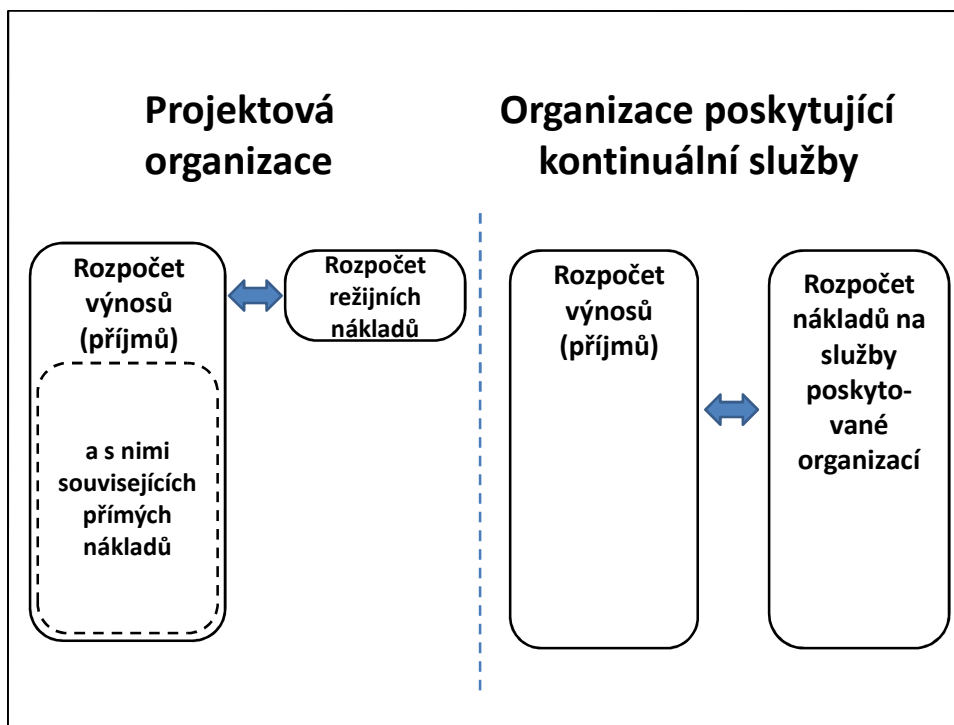 Projektová
organizace
Organizace poskytující
kontinuální služby
Rozpočet
výnosů
(příjmů)
a s nimi
souvisejících
přímých
nákladů
Rozpočet
režijních
nákladů
Rozpočet
výnosů
(příjmů)
Rozpočet
nákladů na
služby
poskyto-
vané
organizací